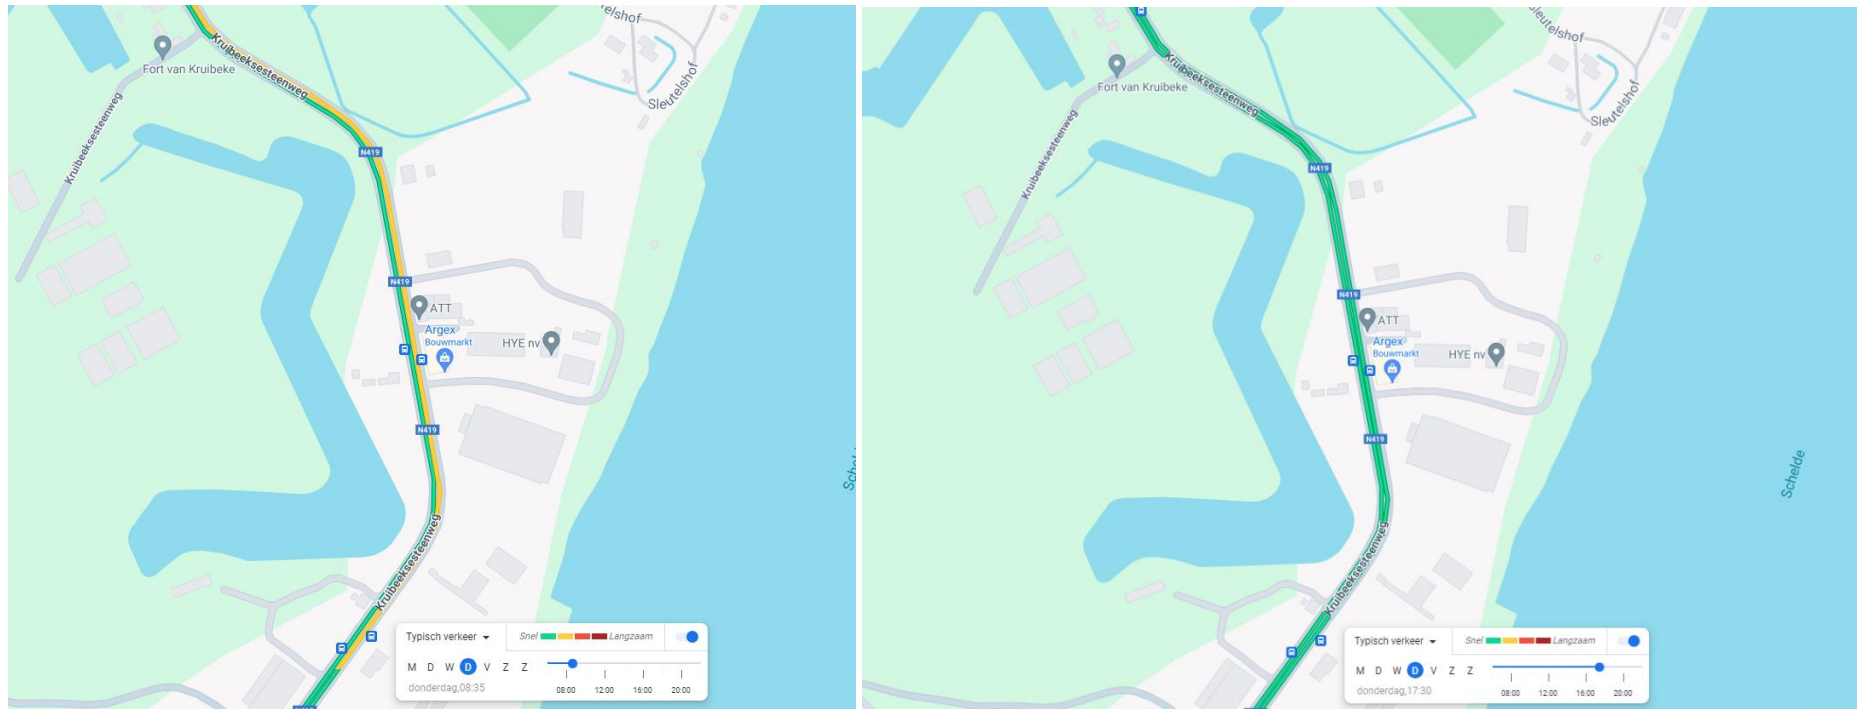 elshof
Kruibeeksesteenweg
Fort van Kruibeke
Sleutelshof
Kruibeeksesteenweg
N419
N419
ATT
Argex
Bouwmarkt
HYE nv
N419
Kruibeeksesteenweg
Typisch verkeer
Snel
Langzaam
M D W D V Z Z
donderdag,08:35
08:00 12:00 16:00 20:00
Sleutelshof
Kruibeeksesteenweg
Fort van Kruibeke
Sleutelshof
Kruibeeksesteenweg
N419
N419
ATT
Argex
Bouwmarkt
HYE nv
N419
Schelde
Kruibeeksesteenweg
Typisch verkeer
Snel
Langzaam
M D W D V Z Z
donderdag,17:30
08:00 12:00 16:00 20:00